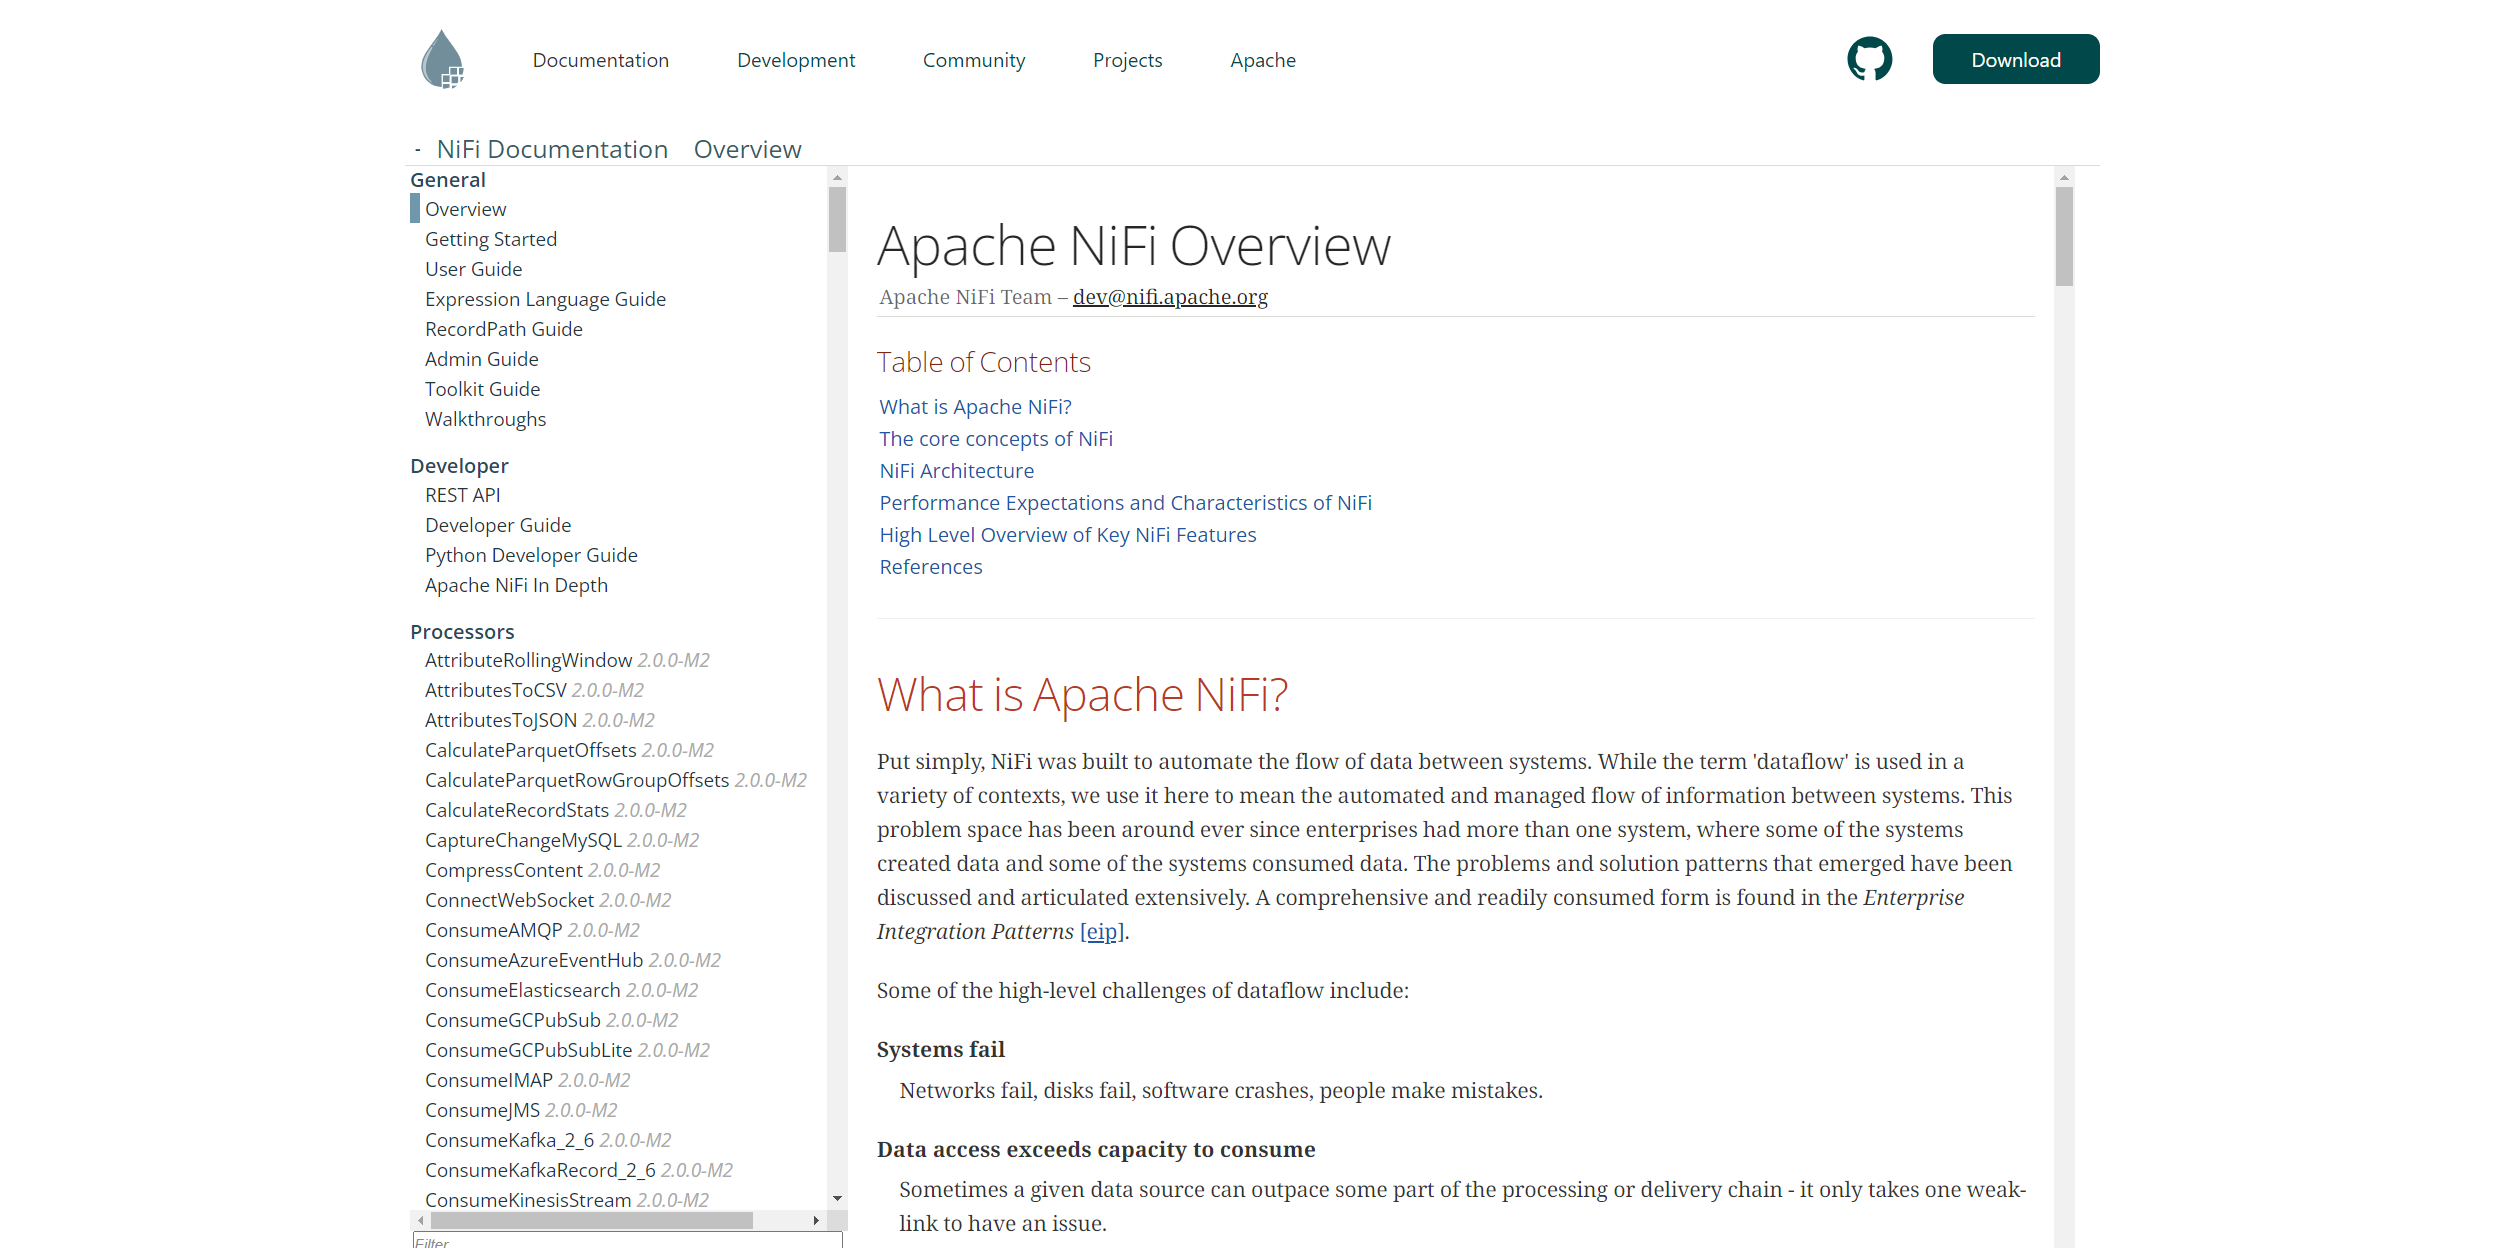 Documentation Development Community Projects Apache Download
- NiFi Documentation Overview
General
Overview
Getting Started
User Guide
Expression Language Guide
RecordPath Guide
Admin Guide
Toolkit Guide
Walkthroughs
Developer
REST API
Developer Guide
Python Developer Guide
Apache NiFi In Depth
Processors
AttributeRollingWindow 2.0.0-M2
AttributesToCSV 2.0.0-M2
AttributesToJSON 2.0.0-M2
CalculateParquetOffsets 2.0.0-M2
CalculateParquetRowGroupOffsets 2.0.0-M2
CalculateRecordStats 2.0.0-M2
CaptureChangeMySQL 2.0.0-M2
CompressContent 2.0.0-M2
ConnectWebSocket 2.0.0-M2
ConsumeAMQP 2.0.0-M2
ConsumeAzureEventHub 2.0.0-M2
ConsumeElasticsearch 2.0.0-M2
ConsumeGCPubSub 2.0.0-M2
ConsumeGCPubSubLite 2.0.0-M2
ConsumeIMAP 2.0.0-M2
ConsumeJMS 2.0.0-M2
ConsumeKafka_2_6 2.0.0-M2
ConsumeKafkaRecord_2_6 2.0.0-M2
ConsumeKinesisStream 2.0.0-M2
Filter
Apache NiFi Overview
Apache NiFi Team – dev@nifi.apache.org
Table of Contents
What is Apache NiFi?
The core concepts of NiFi
NiFi Architecture
Performance Expectations and Characteristics of NiFi
High Level Overview of Key NiFi Features
References
What is Apache NiFi?
Put simply, NiFi was built to automate the flow of data between systems. While the term 'dataflow' is used in a
variety of contexts, we use it here to mean the automated and managed flow of information between systems. This
problem space has been around ever since enterprises had more than one system, where some of the systems
created data and some of the systems consumed data. The problems and solution patterns that emerged have been
discussed and articulated extensively. A comprehensive and readily consumed form is found in the Enterprise
Integration Patterns [eip].
Some of the high-level challenges of dataflow include:
Systems fail
Networks fail, disks fail, software crashes, people make mistakes.
Data access exceeds capacity to consume
Sometimes a given data source can outpace some part of the processing or delivery chain - it only takes one weak-
link to have an issue.